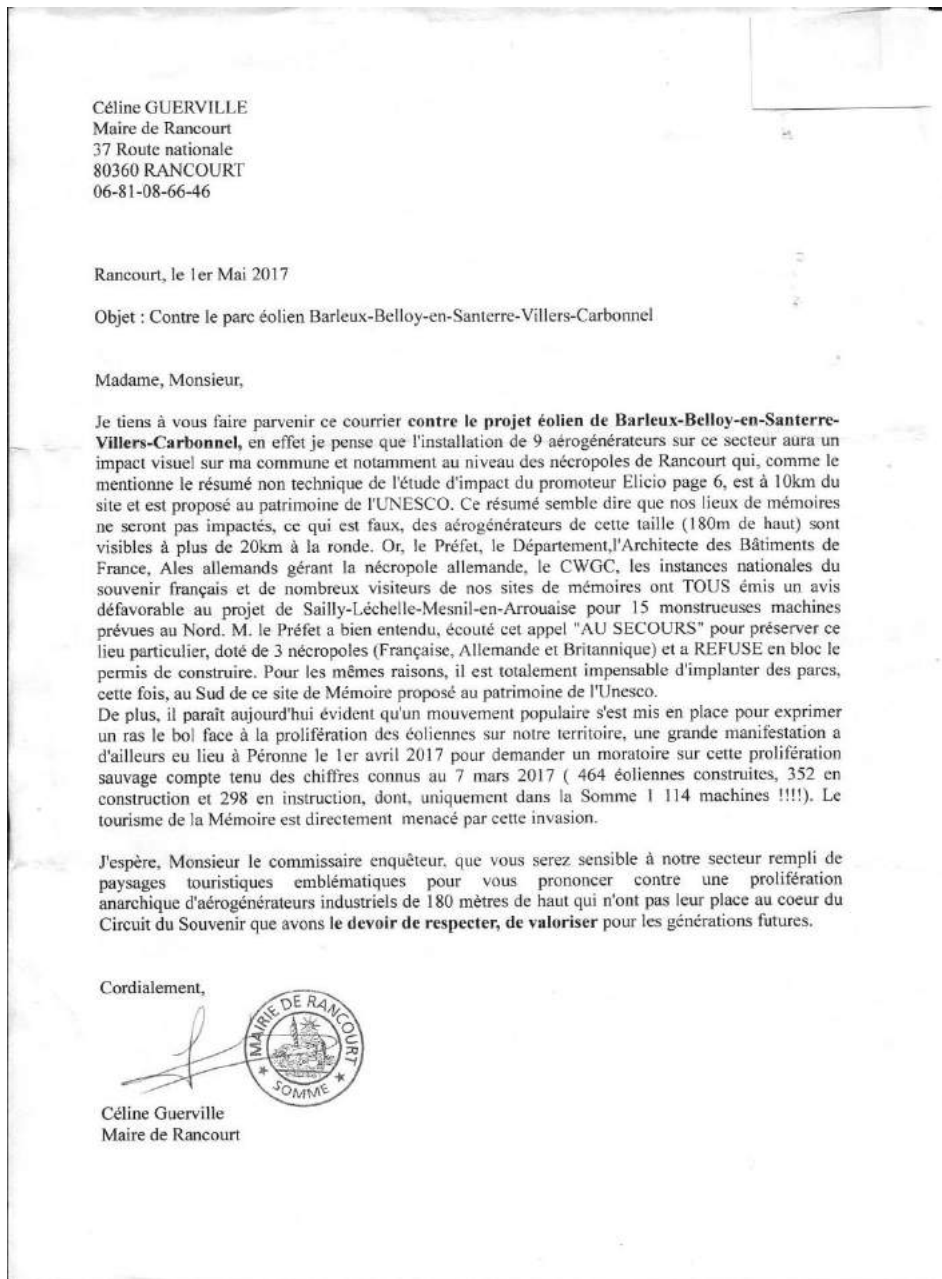 Céline GUERVILLE
Maire de Rancourt
37 Route nationale
80360 RANCOURT
06-81-08-66-46
Rancourt, le 1er Mai 2017
Objet : Contre le parc éolien Barleux-Belloy-en-Santerre-Villers-Carbonnel
Madame, Monsieur,
Je tiens à vous faire parvenir ce courrier contre le projet éolien de Barleux-Belloy-en-Santerre-
Villers-Carbonnel, en effet je pense que l'installation de 9 aérogénérateurs sur ce secteur aura un
impact visuel sur ma commune et notamment au niveau des nécropoles de Rancourt qui, comme le
mentionne le résumé non technique de l'étude d'impact du promoteur Elicio page 6, est à 10km du
site et est proposé au patrimoine de l'UNESCO. Ce résumé semble dire que nos lieux de mémoires
ne seront pas impactés, ce qui est faux, des aérogénérateurs de cette taille (180m de haut) sont
visibles à plus de 20km à la ronde. Or, le Préfet, le Département,l'Architecte des Bâtiments de
France, Ales allemands gérant la nécropole allemande, le CWGC, les instances nationales du
souvenir français et de nombreux visiteurs de nos sites de mémoires ont TOUS émis un avis
défavorable au projet de Sailly-Léchelle-Mesnil-en-Arrouaise pour 15 monstrueuses machines
prévues au Nord. M. le Préfet a bien entendu, écouté cet appel "AU SECOURS" pour préserver ce
lieu particulier, doté de 3 nécropoles (Française, Allemande et Britannique) et a REFUSE en bloc le
permis de construire. Pour les mêmes raisons, il est totalement impensable d'implanter des parcs,
cette fois, au Sud de ce site de Mémoire proposé au patrimoine de l'Unesco.
De plus, il paraît aujourd'hui évident qu'un mouvement populaire s'est mis en place pour exprimer
un ras le bol face à la prolifération des éoliennes sur notre territoire, une grande manifestation a
d'ailleurs eu lieu à Péronne le 1er avril 2017 pour demander un moratoire sur cette prolifération
sauvage compte tenu des chiffres connus au 7 mars 2017 ( 464 éoliennes construites, 352 en
construction et 298 en instruction, dont, uniquement dans la Somme 1 114 machines !!!!). Le
tourisme de la Mémoire est directement menacé par cette invasion.
J'espère, Monsieur le commissaire enquêteur, que vous serez sensible à notre secteur rempli de
paysages touristiques emblématiques pour vous prononcer contre une prolifération
anarchique d'aérogénérateurs industriels de 180 mètres de haut qui n'ont pas leur place au coeur du
Circuit du Souvenir que avons le devoir de respecter, de valoriser pour les générations futures.
Cordialement,
MAIRIE DE RANCOURT
SOMME
Céline Guerville
Maire de Rancourt